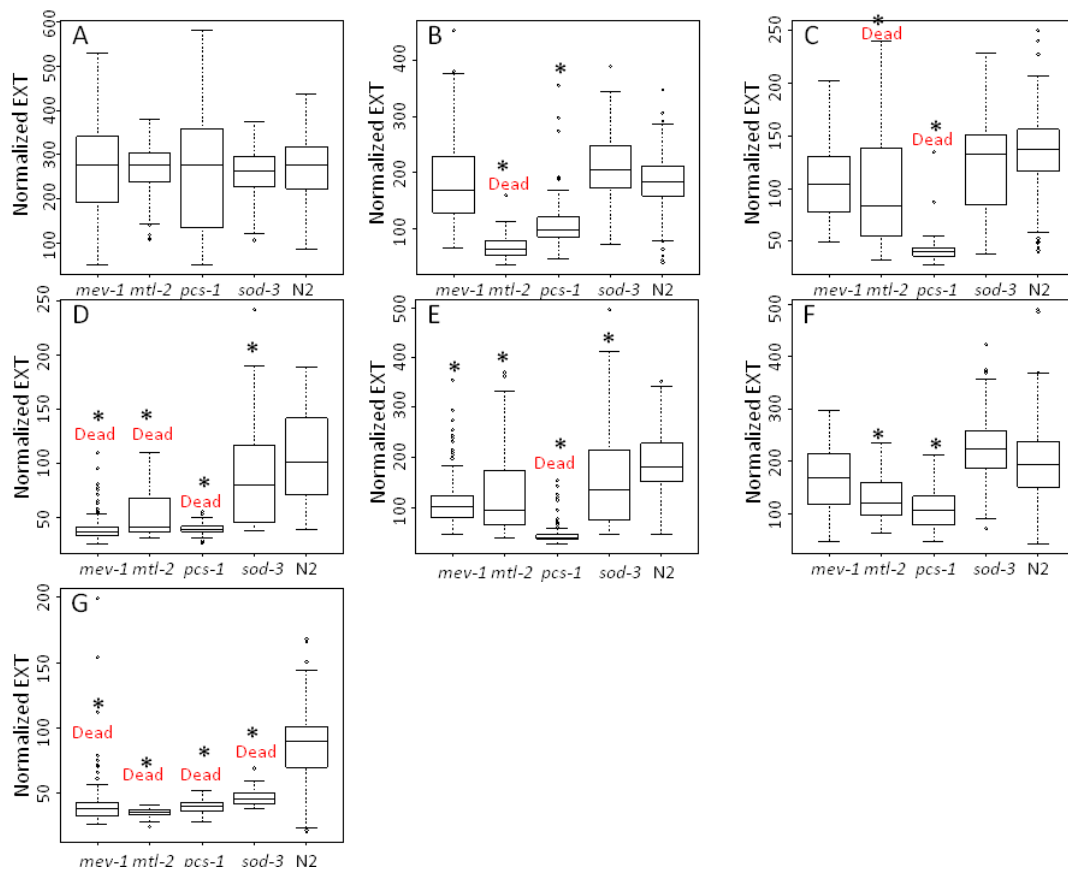 A
Normalized EXT
600
500
400
300
200
100
mev-1 mtl-2 pcs-1 sod-3 N2
B
Normalized EXT
400
300
200
100
*
Dead
*
mev-1 mtl-2 pcs-1 sod-3 N2
C
Normalized EXT
250
200
150
100
50
*
Dead
*
Dead
mev-1 mtl-2 pcs-1 sod-3 N2
D
Normalized EXT
250
200
150
100
50
*
Dead
*
Dead
*
Dead
*
mev-1 mtl-2 pcs-1 sod-3 N2
E
Normalized EXT
500
400
300
200
100
*
*
*
Dead
*
mev-1 mtl-2 pcs-1 sod-3 N2
F
Normalized EXT
500
400
300
200
100
*
*
mev-1 mtl-2 pcs-1 sod-3 N2
G
Normalized EXT
200
150
100
50
*
Dead
*
Dead
*
Dead
*
Dead
mev-1 mtl-2 pcs-1 sod-3 N2